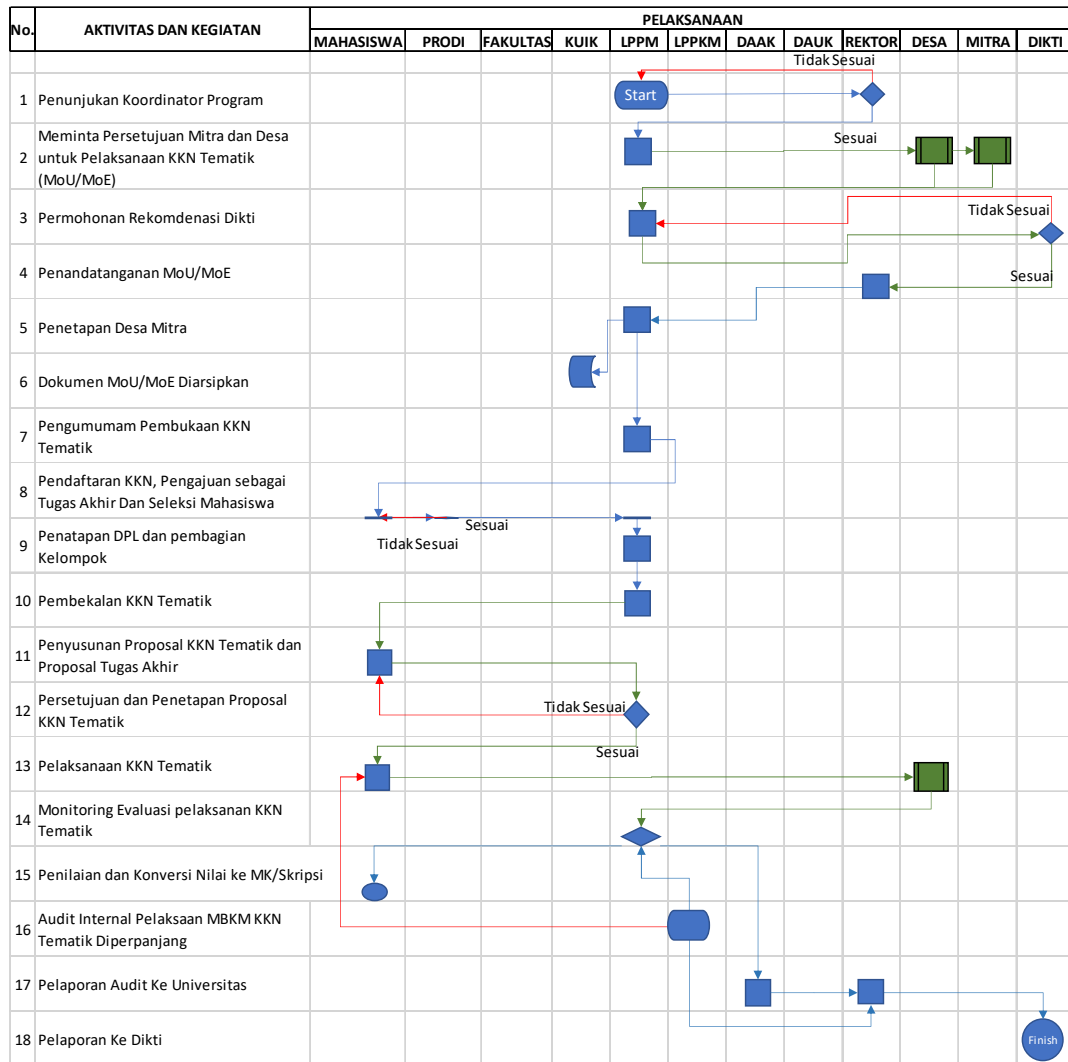 No. AKTIVITAS DAN KEGIATAN PELAKSANAAN
MAHASISWA PRODI FAKULTAS KUIK LPPM LPPKM DAAK DAUK REKTOR DESA MITRA DIKTI
Tidak Sesuai
1 Penunjukan Koordinator Program
Start
2 Meminta Persetujuan Mitra dan Desa
untuk Pelaksanaan KKN Tematik
(MoU/MoE)
Sesuai
3 Permohonan Rekomdenasi Dikti
Tidak Sesuai
4 Penandatanganan MoU/MoE
Sesuai
5 Penetapan Desa Mitra
6 Dokumen MoU/MoE Diarsipkan
7 Pengumumam Pembukaan KKN
Tematik
8 Pendaftaran KKN, Pengajuan sebagai
Tugas Akhir Dan Seleksi Mahasiswa
Sesuai
Tidak Sesuai
9 Penatapan DPL dan pembagian
Kelompok
10 Pembekalan KKN Tematik
11 Penyusunan Proposal KKN Tematik dan
Proposal Tugas Akhir
12 Persetujuan dan Penetapan Proposal
KKN Tematik
Tidak Sesuai
Sesuai
13 Pelaksanaan KKN Tematik
14 Monitoring Evaluasi pelaksanan KKN
Tematik
15 Penilaian dan Konversi Nilai ke MK/Skripsi
16 Audit Internal Pelaksaan MBKM KKN
Tematik Diperpanjang
17 Pelaporan Audit Ke Universitas
18 Pelaporan Ke Dikti
Finish